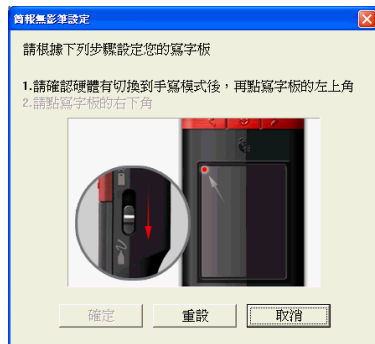 簡報無影筆設定
請根據下列步驟設定您的寫字板
1.請確認硬體有切換到手寫模式後，再點寫字板的左上角
2.請點寫字板的右下角
確定
重設
取消